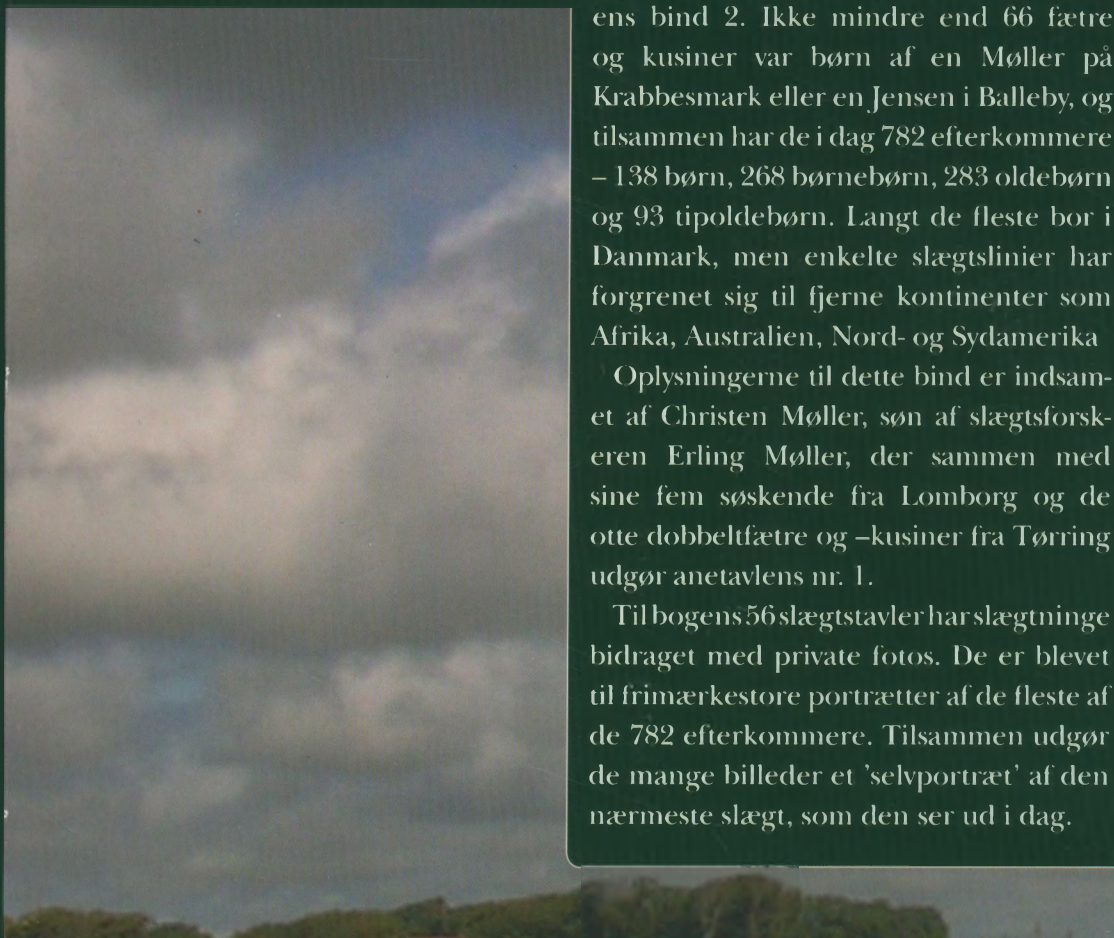 ens bind 2. Ikke mindre end 66 fætre
og kusiner var børn af en Møller på
Krabbesmark eller en Jensen i Balleby, og
tilsammen har de i dag 782 efterkommere
– 138 børn, 268 børnebørn, 283 oldebørn
og 93 tipoldebørn. Langt de fleste bor i
Danmark, men enkelte slægtslinier har
forgrenet sig til fjerne kontinenter som
Afrika, Australien, Nord- og Sydamerika
Oplysningerne til dette bind er indsam-
et af Christen Møller, søn af slægtsforsk-
eren Erling Møller, der sammen med
sine fem søskende fra Lomborg og de
otte dobbeltfætre og –kusiner fra Tørring
udgør anetavlens nr. 1.
Til bogens 56 slægtstavler har slægtninge
bidraget med private fotos. De er blevet
til frimærkestore portrætter af de fleste af
de 782 efterkommere. Tilsammen udgør
de mange billeder et 'selvportræt' af den
nærmeste slægt, som den ser ud i dag.